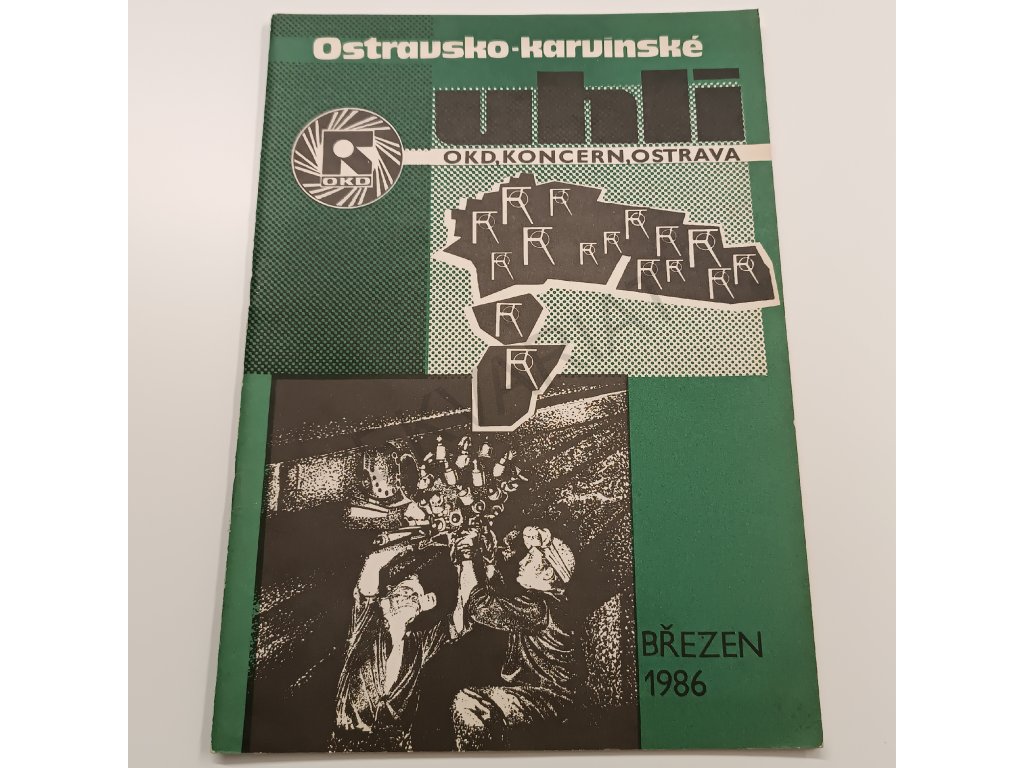 Ostravsko-karvinské
uhlí
OKD
OKD,KONCERN,OSTRAVA
BŘEZEN
1986